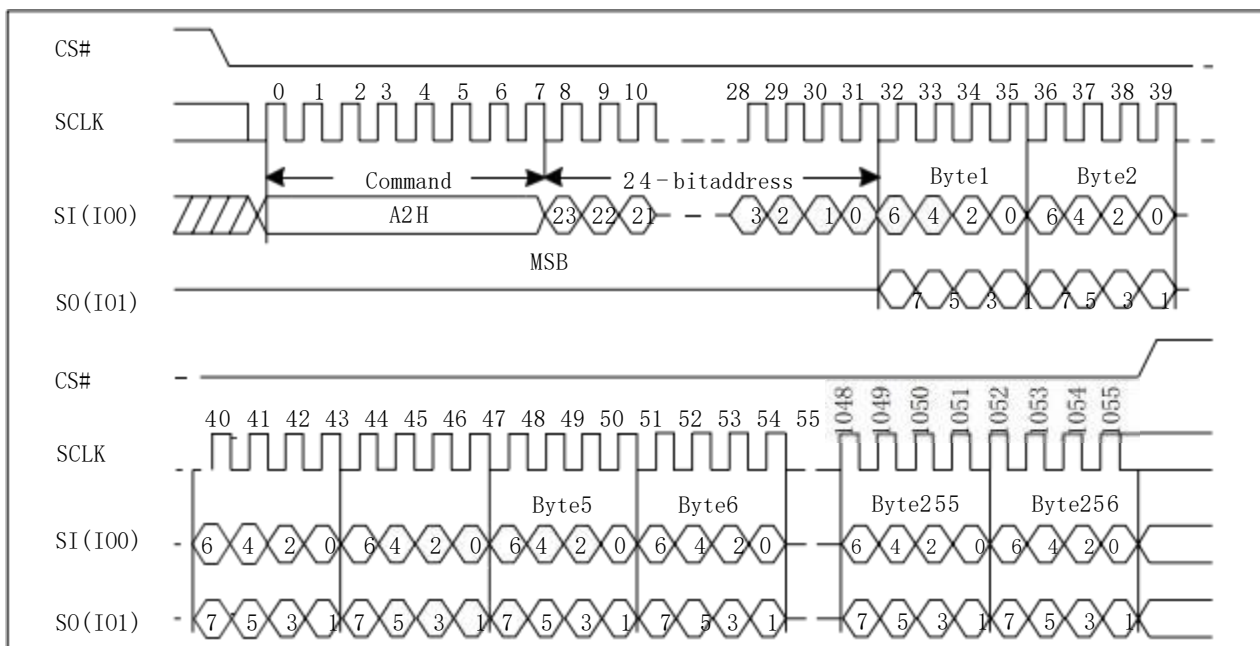 CS#
0 1 2 3 4 5 6 7 8 9 10 28 29 30 31 32 33 34 35 36 37 38 39
SCLK
Command 24-bitaddress Byte1 Byte2
SI(IO0) A2H 23 22 21 3 2 1 0 6 4 2 0 6 4 2 0
MSB
SO(IO1) 7 5 3 1 7 5 3 1
CS#
40 41 42 43 44 45 46 47 48 49 50 51 52 53 54 55 1048 1049 1050 1051 1052 1053 1054 1055
SCLK
Byte5 Byte6 Byte255 Byte256
SI(IO0) 6 4 2 0 6 4 2 0 6 4 2 0 6 4 2 0 6 4 2 0 6 4 2 0
SO(IO1) 7 5 3 1 7 5 3 1 7 5 3 1 7 5 3 1 7 5 3 1 7 5 3 1